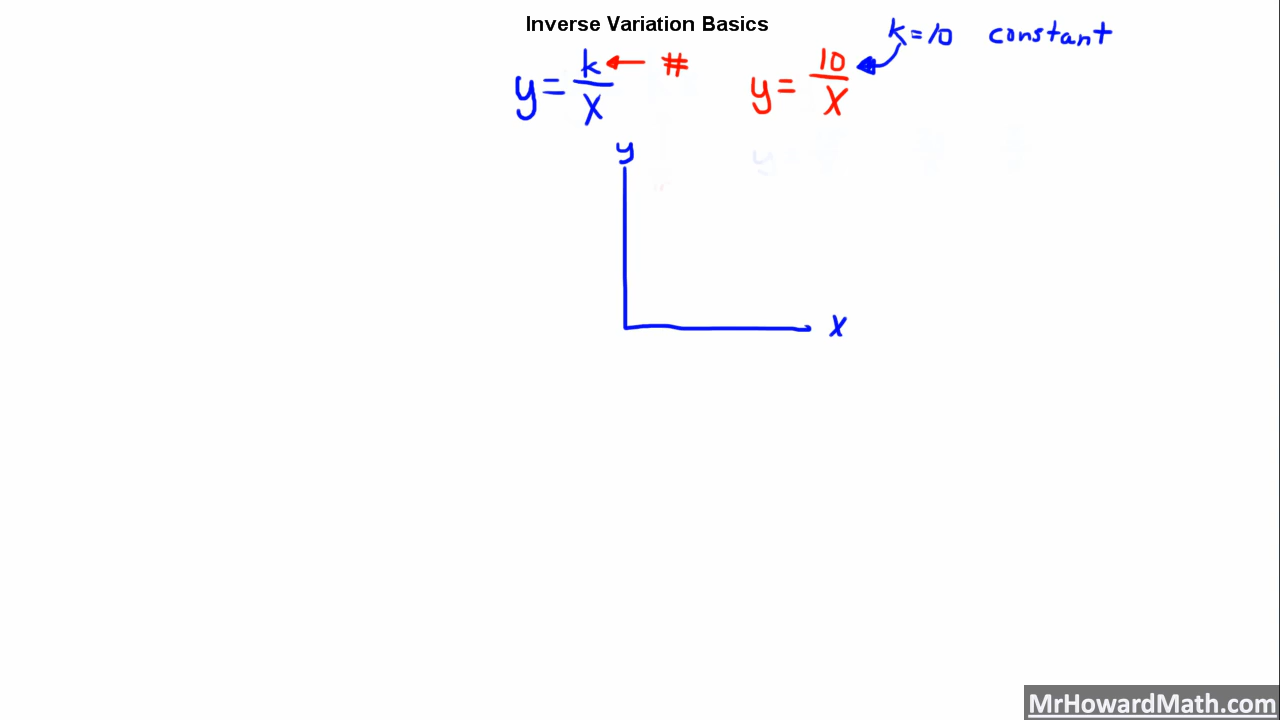 Inverse Variation Basics
k = 10 constant
y = k/x ← #
y = 10/x
y
x
MrHowardMath.com